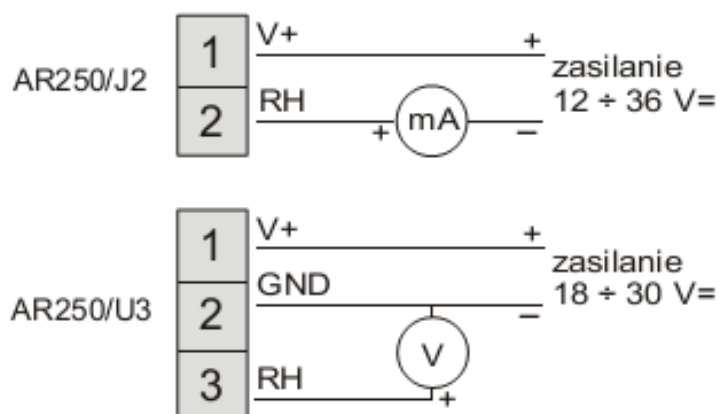 AR250/J2
1 V+ +
2 RH + mA −
zasilanie
12 ÷ 36 V=
AR250/U3
1 V+ +
2 GND −
zasilanie
18 ÷ 30 V=
V
3 RH +